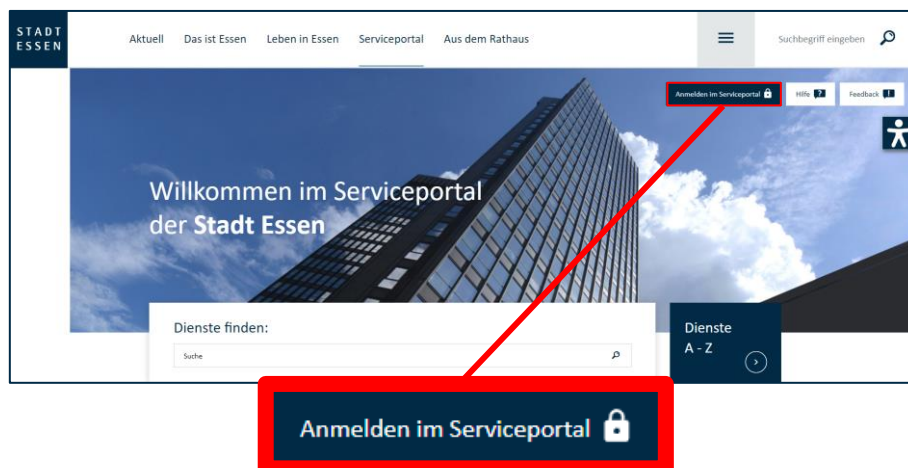 STADT
ESSEN
Aktuell Das ist Essen Leben in Essen Serviceportal Aus dem Rathaus
Suchbegriff eingeben
Anmelden im Serviceportal Hilfe ? Feedback !
Willkommen im Serviceportal
der Stadt Essen
Dienste finden:
Suche
Dienste
A - Z
Anmelden im Serviceportal